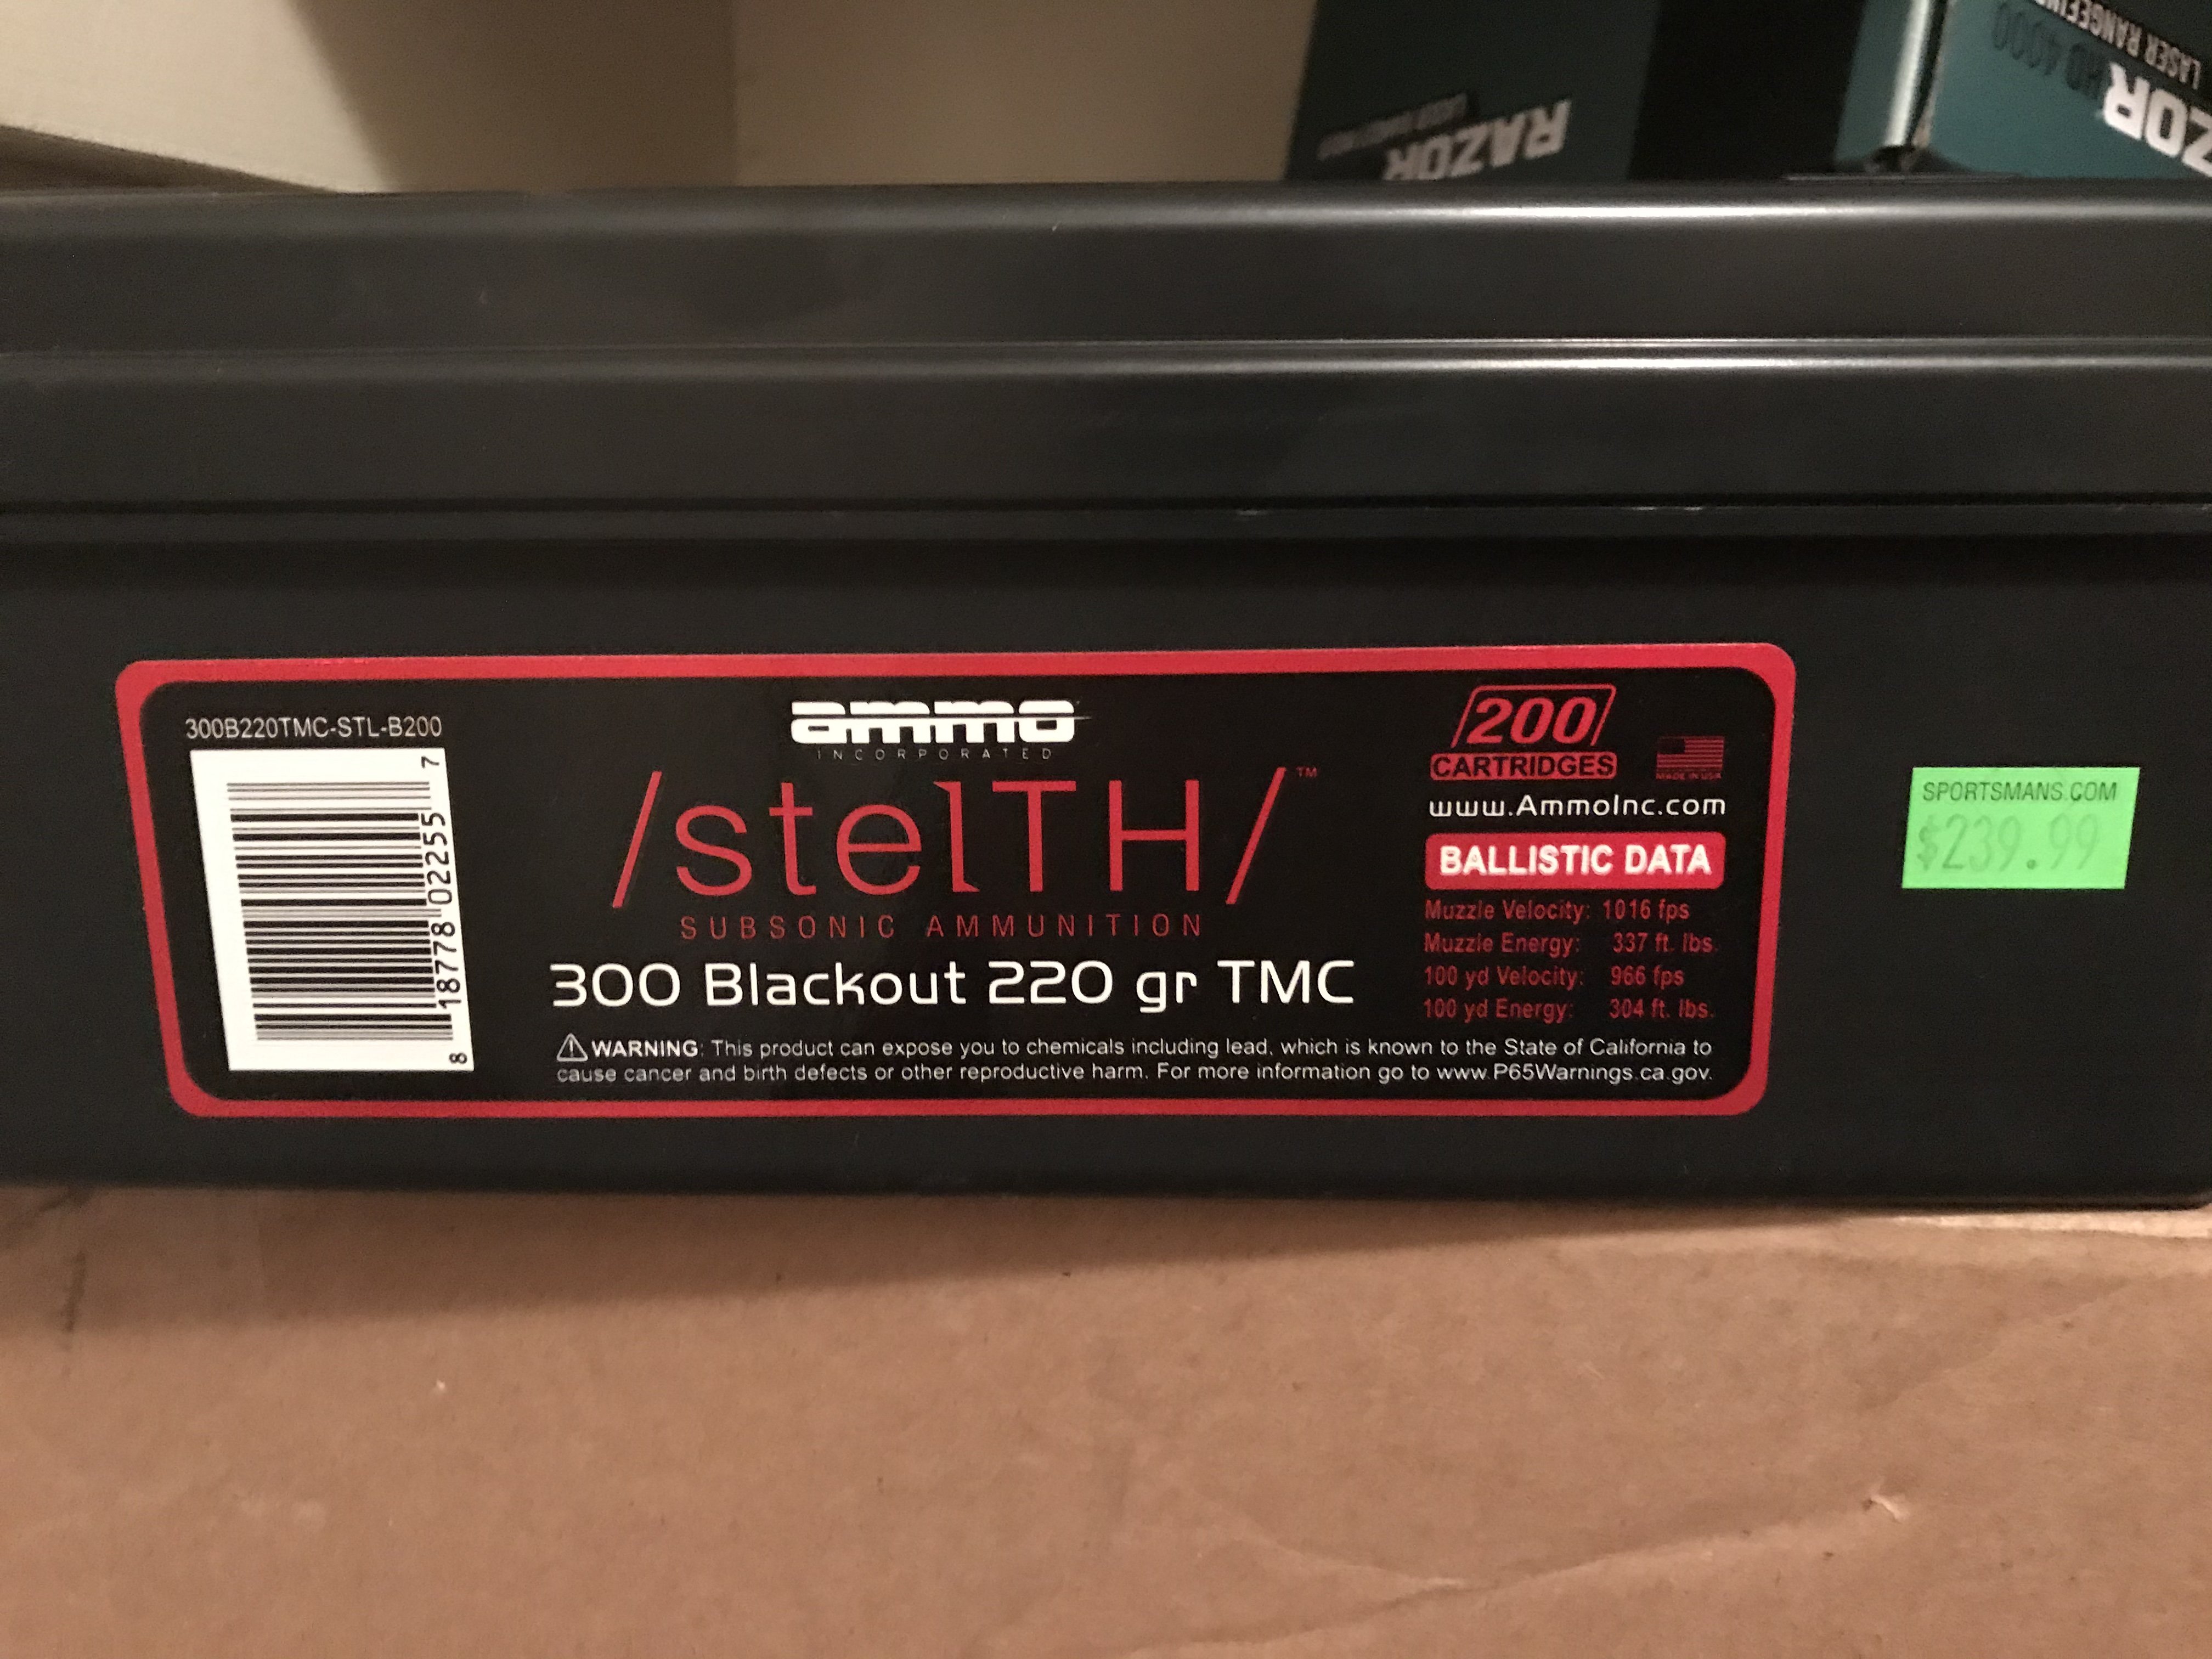 RAZOR
RAZOR
HD 4000
300B220TMC-STL-B200
8 18778 02255 7
ammo
INCORPORATED
/stelTH/™
SUBSONIC AMMUNITION
300 Blackout 220 gr TMC
200
CARTRIDGES
MADE IN USA
www.AmmoInc.com
BALLISTIC DATA
Muzzle Velocity: 1016 fps
Muzzle Energy: 337 ft. lbs.
100 yd Velocity: 966 fps
100 yd Energy: 304 ft. lbs.
WARNING: This product can expose you to chemicals including lead, which is known to the State of California to
cause cancer and birth defects or other reproductive harm. For more information go to www.P65Warnings.ca.gov.
SPORTSMANS.COM
$239.99